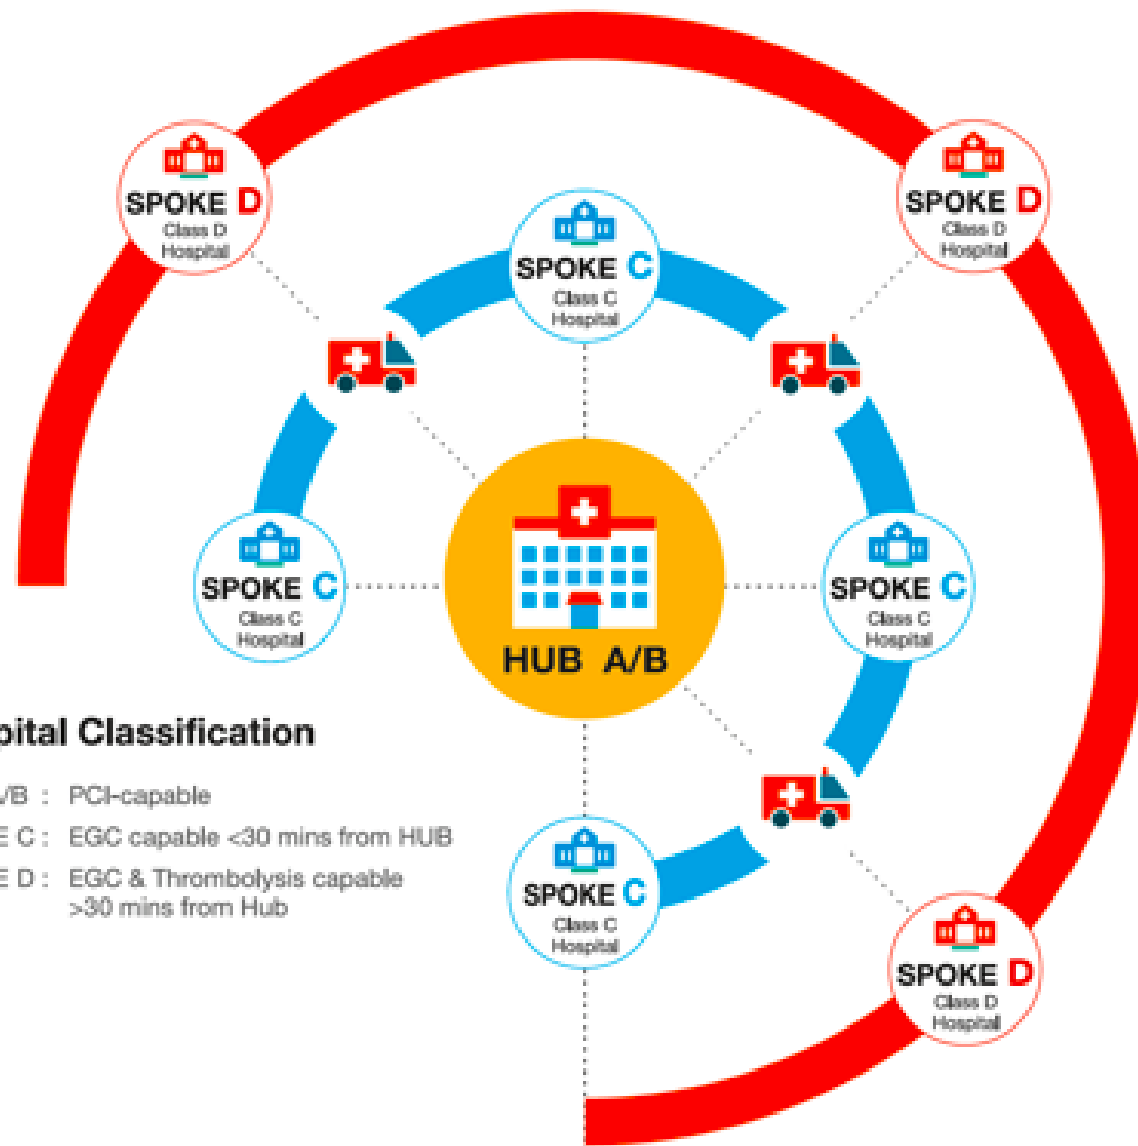 SPOKE D
Class D
Hospital
SPOKE D
Class D
Hospital
SPOKE C
Class C
Hospital
SPOKE C
Class C
Hospital
HUB A/B
SPOKE C
Class C
Hospital
pital Classification
A/B : PCI-capable
E C : EGC capable <30 mins from HUB
E D : EGC & Thrombolysis capable
>30 mins from Hub
SPOKE C
Class C
Hospital
SPOKE D
Class D
Hospital